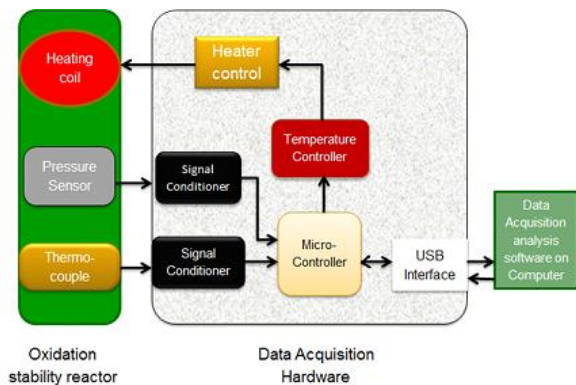 Heating
coil
Heater
control
Temperature
Controller
Pressure
Sensor
Signal
Conditioner
Thermo-
couple
Signal
Conditioner
Micro-
Controller
USB
Interface
Data
Acquisition
analysis
software on
Computer
Oxidation
stability reactor
Data Acquisition
Hardware